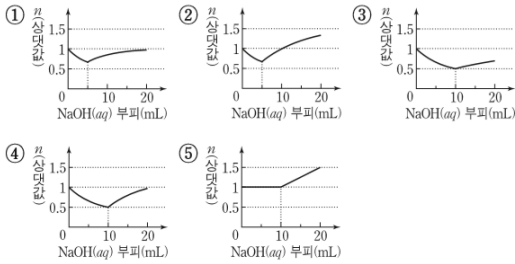 ① n(상댓값) 1.5 1 0.5 0 10 20 NaOH(aq) 부피(mL)
② n(상댓값) 1.5 1 0.5 0 10 20 NaOH(aq) 부피(mL)
③ n(상댓값) 1.5 1 0.5 0 10 20 NaOH(aq) 부피(mL)
④ n(상댓값) 1.5 1 0.5 0 10 20 NaOH(aq) 부피(mL)
⑤ n(상댓값) 1.5 1 0.5 0 10 20 NaOH(aq) 부피(mL)